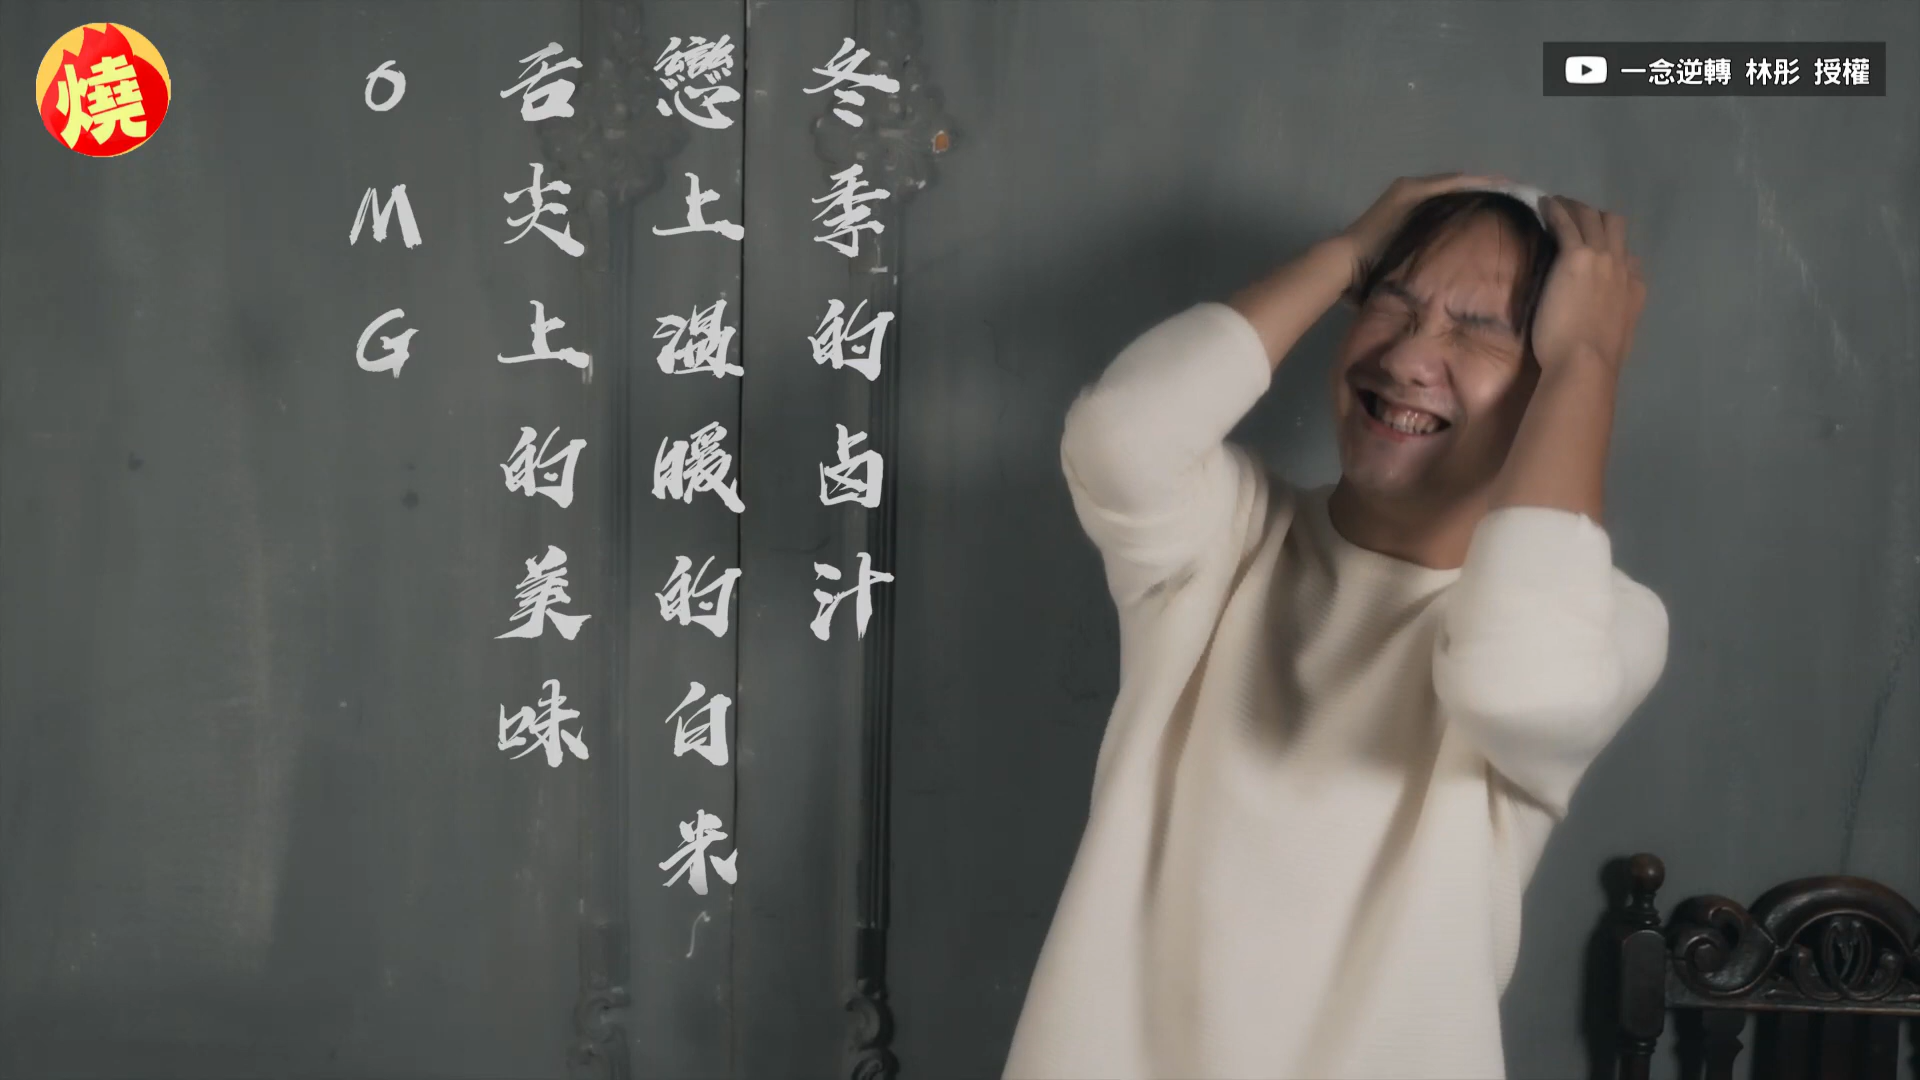 燒
一念逆轉 林彤 授權
冬季的卤汁
戀上溫暖的白米
舌尖上的美味
OMG